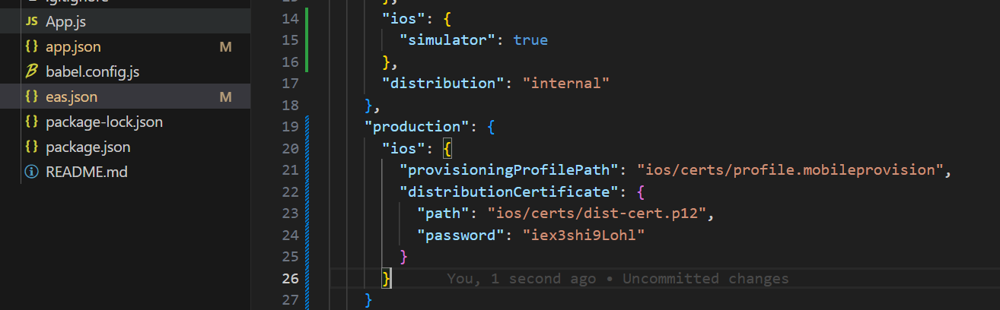 .gitignore
JS App.js
{} app.json M
babel.config.js
{} eas.json M
{} package-lock.json
{} package.json
README.md
13 },
14 "ios": {
15 "simulator": true
16 },
17 "distribution": "internal"
18 },
19 "production": {
20 "ios": {
21 "provisioningProfilePath": "ios/certs/profile.mobileprovision",
22 "distributionCertificate": {
23 "path": "ios/certs/dist-cert.p12",
24 "password": "iex3shi9Lohl"
25 }
26 } You, 1 second ago • Uncommitted changes
27 }